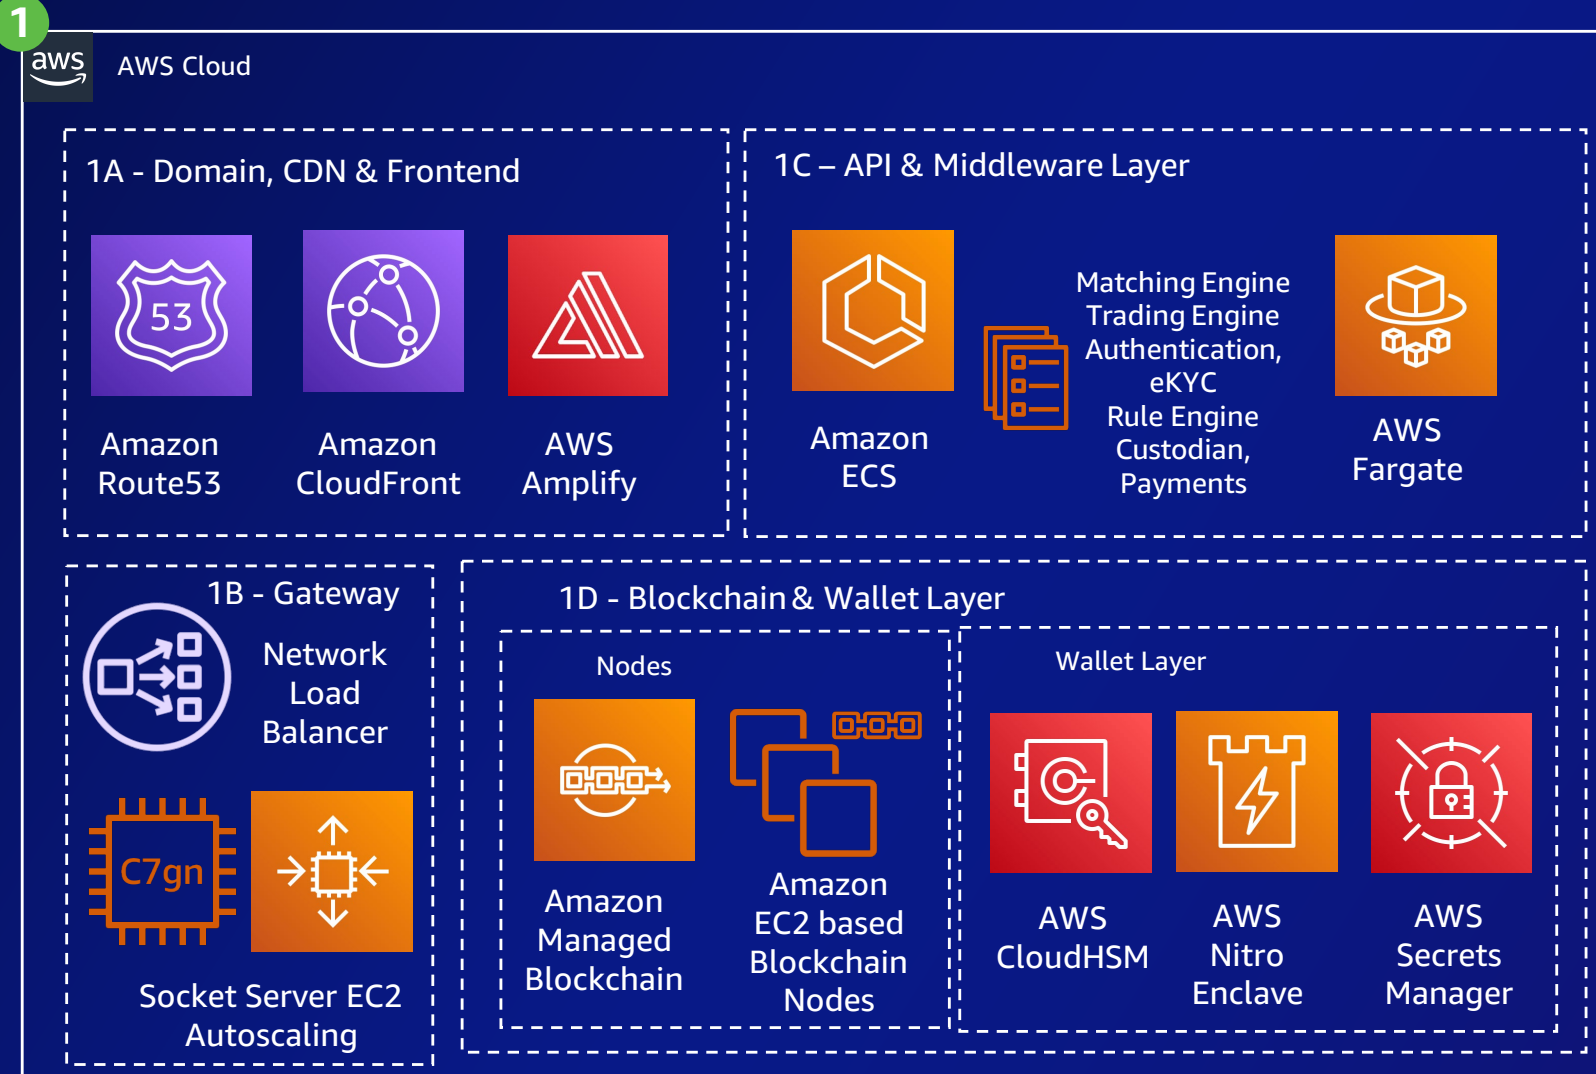 1
aws
AWS Cloud
1A - Domain, CDN & Frontend
53
Amazon
Route53
Amazon
CloudFront
AWS
Amplify
1C – API & Middleware Layer
Amazon
ECS
Matching Engine
Trading Engine
Authentication,
eKYC
Rule Engine
Custodian,
Payments
AWS
Fargate
1B - Gateway
Network
Load
Balancer
C7gn
Socket Server EC2
Autoscaling
1D - Blockchain & Wallet Layer
Nodes
Amazon
Managed
Blockchain
Amazon
EC2 based
Blockchain
Nodes
Wallet Layer
AWS
CloudHSM
AWS
Nitro
Enclave
AWS
Secrets
Manager